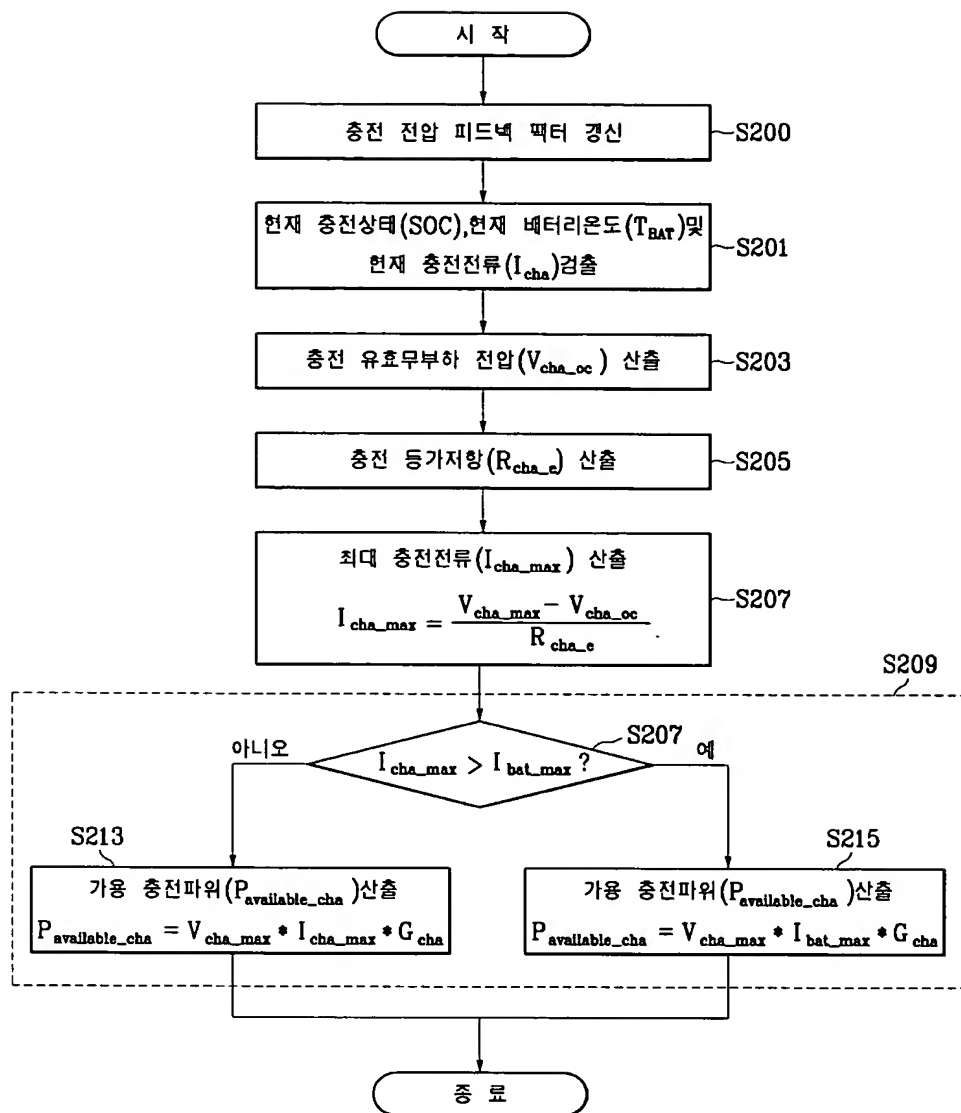 시 작
충전 전압 피드백 팩터 갱신
S200
현재 충전상태(SOC),현재 배터리온도(T_BAT)및
현재 충전전류(I_cha)검출
S201
충전 유효무부하 전압(V_cha_oc) 산출
S203
충전 등가저항(R_cha_e) 산출
S205
최대 충전전류(I_cha_max) 산출
I_cha_max = (V_cha_max - V_cha_oc) / R_cha_e
S207
S209
S207
아니오
I_cha_max > I_bat_max ?
예
S213
가용 충전파워(P_available_cha)산출
P_available_cha = V_cha_max * I_cha_max * G_cha
S215
가용 충전파워(P_available_cha)산출
P_available_cha = V_cha_max * I_bat_max * G_cha
종 료